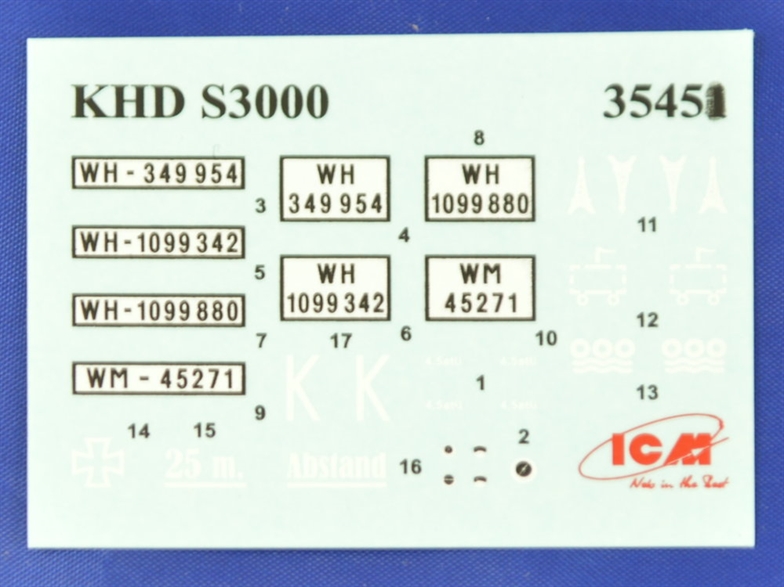 KHD S3000 35451
8
WH - 349 954
3
WH
349 954
4
WH
1099 880
11
WH - 1099 342
5
WH
1099 342
6
WM
45271
10
12
WH - 1099 880
7
17
K K
1
13
WM - 45271
9
14 15
25 m. Abstand
16
2
ICM